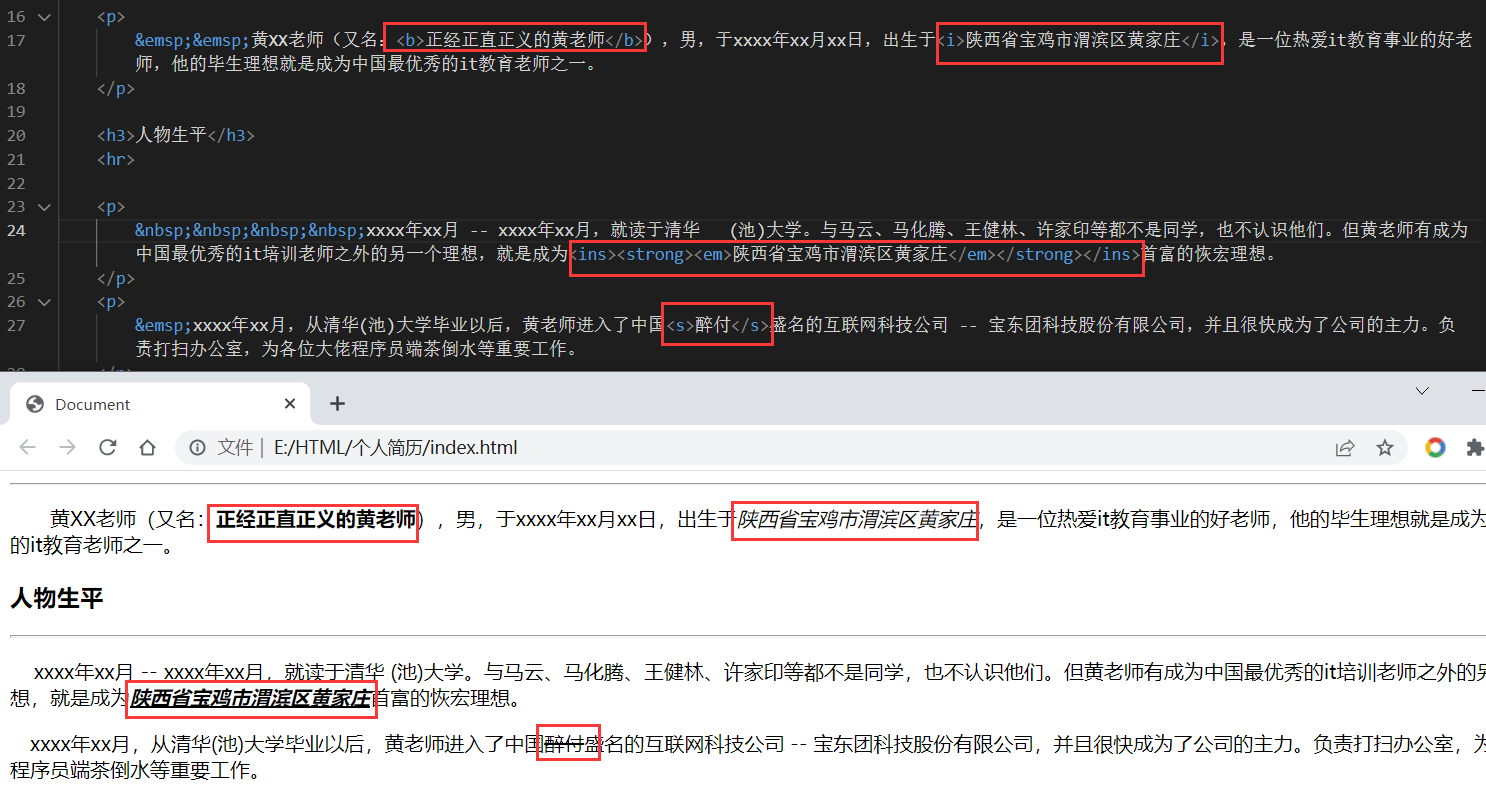 16 <p>
17 &emsp;&emsp;黄XX老师（又名: <b>正经正直正义的黄老师</b>），男，于xxxx年xx月xx日，出生于<i>陕西省宝鸡市渭滨区黄家庄</i>，是一位热爱it教育事业的好老
师，他的毕生理想就是成为中国最优秀的it教育老师之一。
18 </p>
19
20 <h3>人物生平</h3>
21 <hr>
22
23 <p>
24 &nbsp;&nbsp;&nbsp;&nbsp;xxxx年xx月 -- xxxx年xx月，就读于清华 (池)大学。与马云、马化腾、王健林、许家印等都不是同学，也不认识他们。但黄老师有成为
中国最优秀的it培训老师之外的另一个理想，就是成为<ins><strong><em>陕西省宝鸡市渭滨区黄家庄</em></strong></ins>首富的恢宏理想。
25 </p>
26 <p>
27 &emsp;xxxx年xx月，从清华(池)大学毕业以后，黄老师进入了中国<s>醉付</s>盛名的互联网科技公司 -- 宝东团科技股份有限公司，并且很快成为了公司的主力。负
责打扫办公室，为各位大佬程序员端茶倒水等重要工作。
Document
文件 | E:/HTML/个人简历/index.html
黄XX老师（又名: 正经正直正义的黄老师），男，于xxxx年xx月xx日，出生于陕西省宝鸡市渭滨区黄家庄，是一位热爱it教育事业的好老师，他的毕生理想就是成为
的it教育老师之一。
人物生平
xxxx年xx月 -- xxxx年xx月，就读于清华 (池)大学。与马云、马化腾、王健林、许家印等都不是同学，也不认识他们。但黄老师有成为中国最优秀的it培训老师之外的另
想，就是成为陕西省宝鸡市渭滨区黄家庄首富的恢宏理想。
xxxx年xx月，从清华(池)大学毕业以后，黄老师进入了中国醉付盛名的互联网科技公司 -- 宝东团科技股份有限公司，并且很快成为了公司的主力。负责打扫办公室，为
程序员端茶倒水等重要工作。